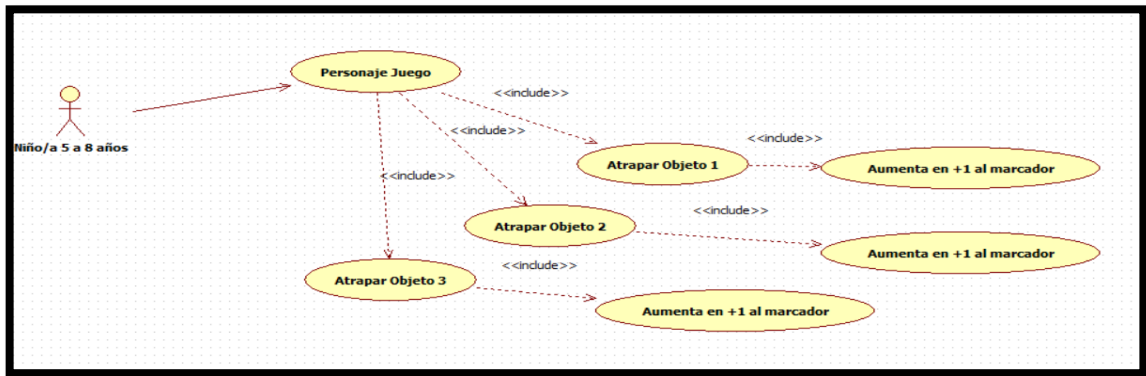 Personaje Juego
<<include>>
<<include>>
Niño/a 5 a 8 años
<<include>>
Atrapar Objeto 1
Aumenta en +1 al marcador
<<include>>
<<include>>
Atrapar Objeto 2
Aumenta en +1 al marcador
<<include>>
Atrapar Objeto 3
Aumenta en +1 al marcador